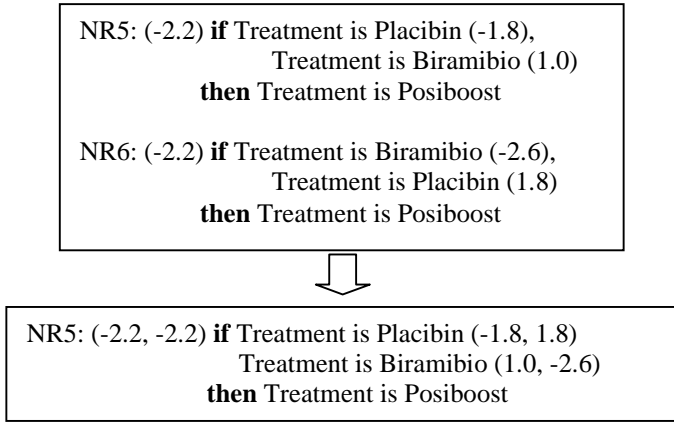 NR5: (-2.2) if Treatment is Placibin (-1.8),
Treatment is Biramibio (1.0)
then Treatment is Posiboost
NR6: (-2.2) if Treatment is Biramibio (-2.6),
Treatment is Placibin (1.8)
then Treatment is Posiboost
NR5: (-2.2, -2.2) if Treatment is Placibin (-1.8, 1.8)
Treatment is Biramibio (1.0, -2.6)
then Treatment is Posiboost